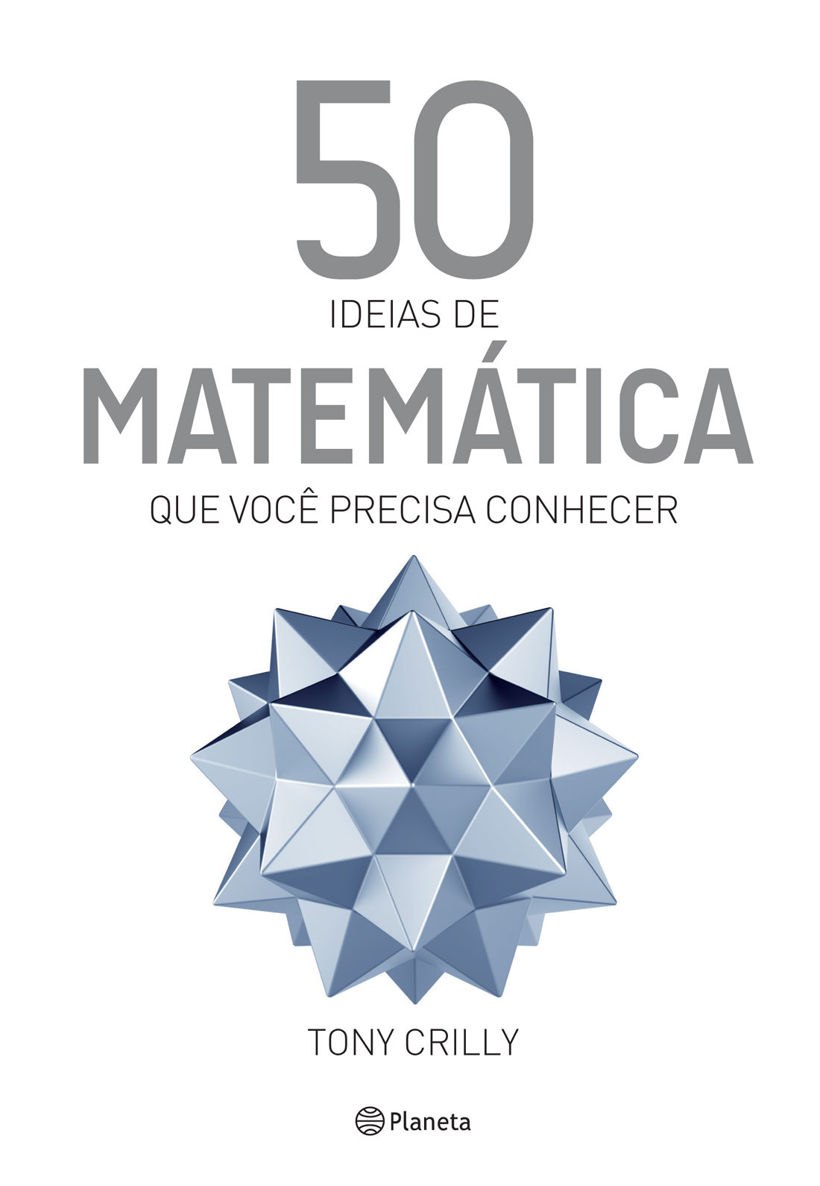 50
IDEIAS DE
MATEMÁTICA
QUE VOCÊ PRECISA CONHECER
TONY CRILLY
Planeta